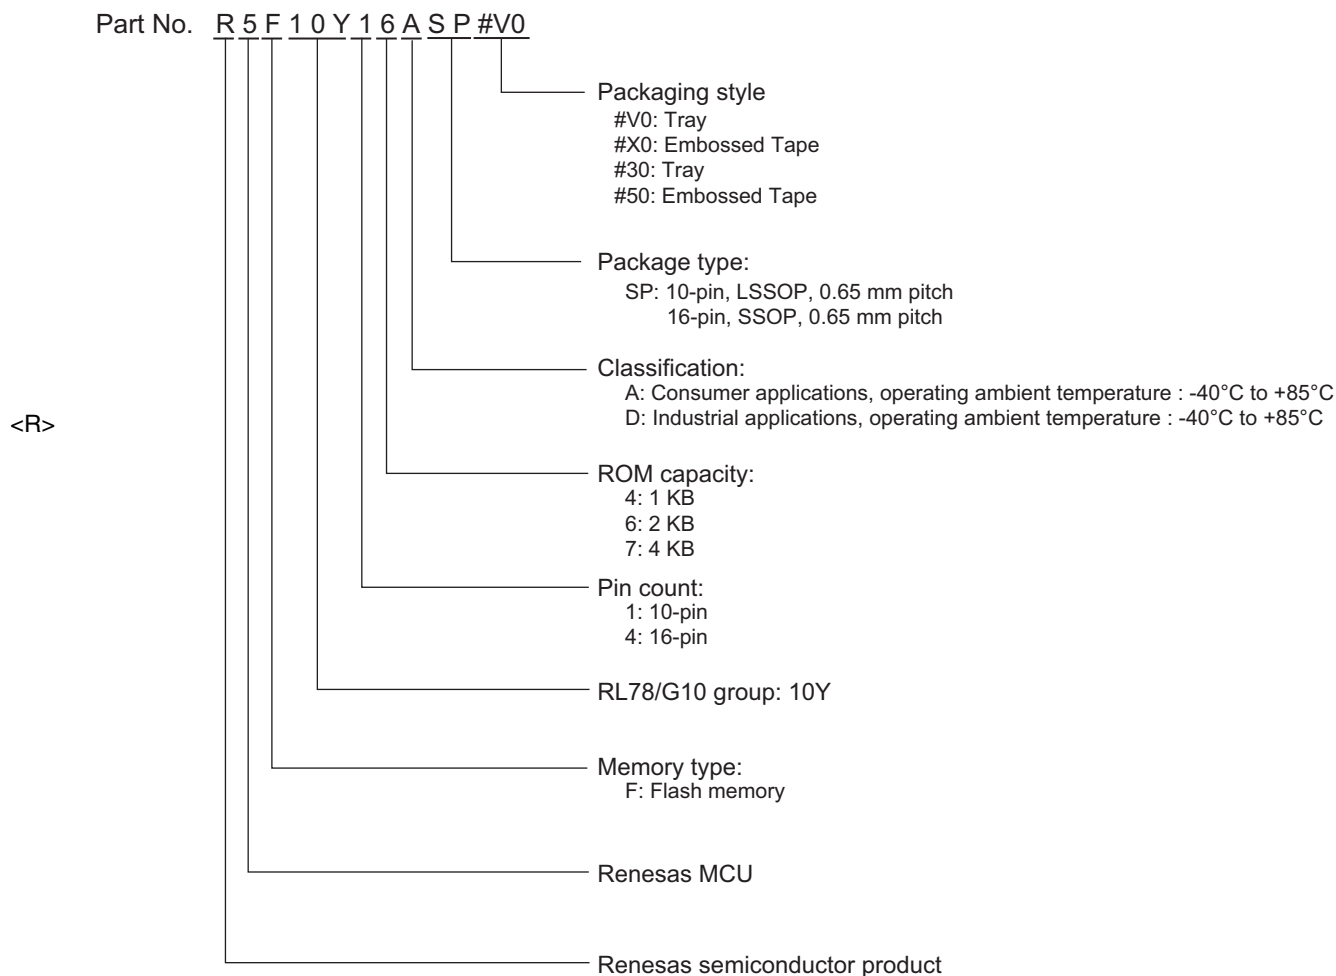 Part No. R 5 F 1 0 Y 1 6 A S P #V0
Packaging style
#V0: Tray
#X0: Embossed Tape
#30: Tray
#50: Embossed Tape
Package type:
SP: 10-pin, LSSOP, 0.65 mm pitch
16-pin, SSOP, 0.65 mm pitch
Classification:
A: Consumer applications, operating ambient temperature : -40°C to +85°C
D: Industrial applications, operating ambient temperature : -40°C to +85°C
<R>
ROM capacity:
4: 1 KB
6: 2 KB
7: 4 KB
Pin count:
1: 10-pin
4: 16-pin
RL78/G10 group: 10Y
Memory type:
F: Flash memory
Renesas MCU
Renesas semiconductor product